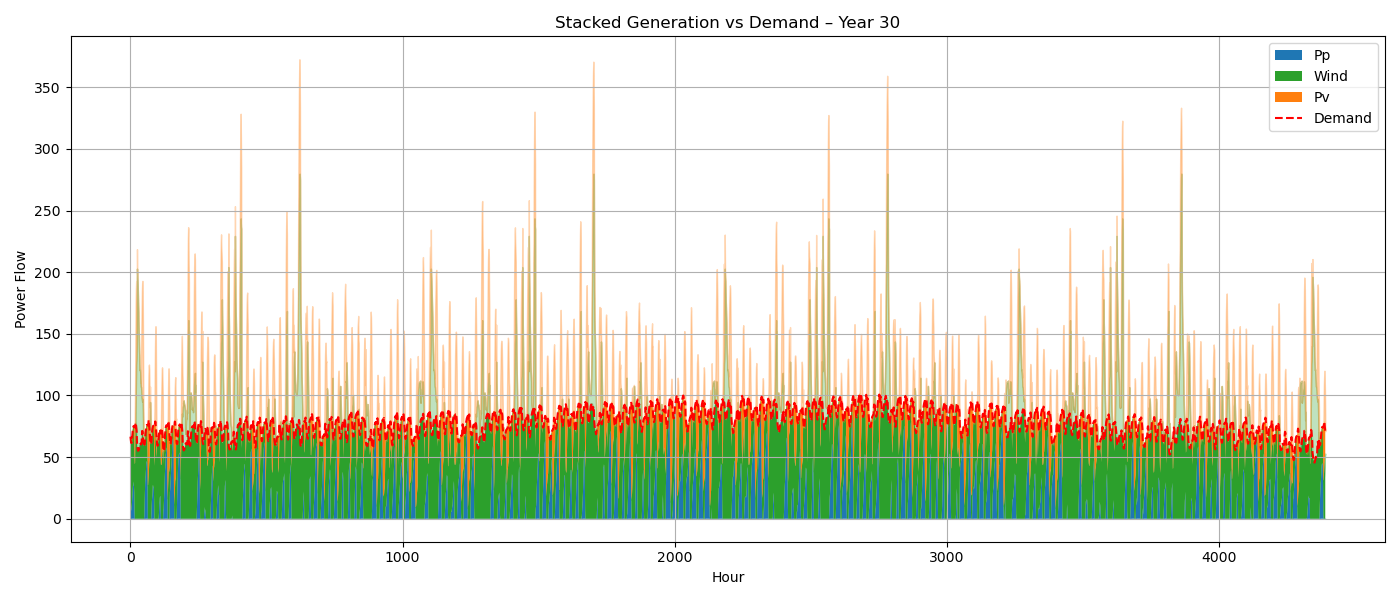 Stacked Generation vs Demand – Year 30
Power Flow
350
300
250
200
150
100
50
0
0 1000 2000 3000 4000
Hour
Pp
Wind
Pv
Demand